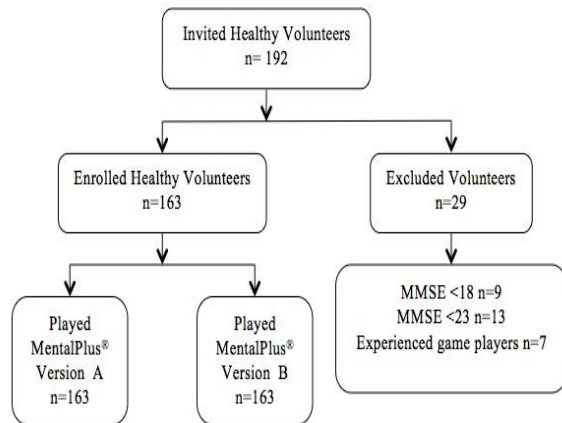 Invited Healthy Volunteers
n= 192
Enrolled Healthy Volunteers
n=163
Excluded Volunteers
n=29
Played
MentalPlus®
Version A
n=163
Played
MentalPlus®
Version B
n=163
MMSE <18 n=9
MMSE <23 n=13
Experienced game players n=7